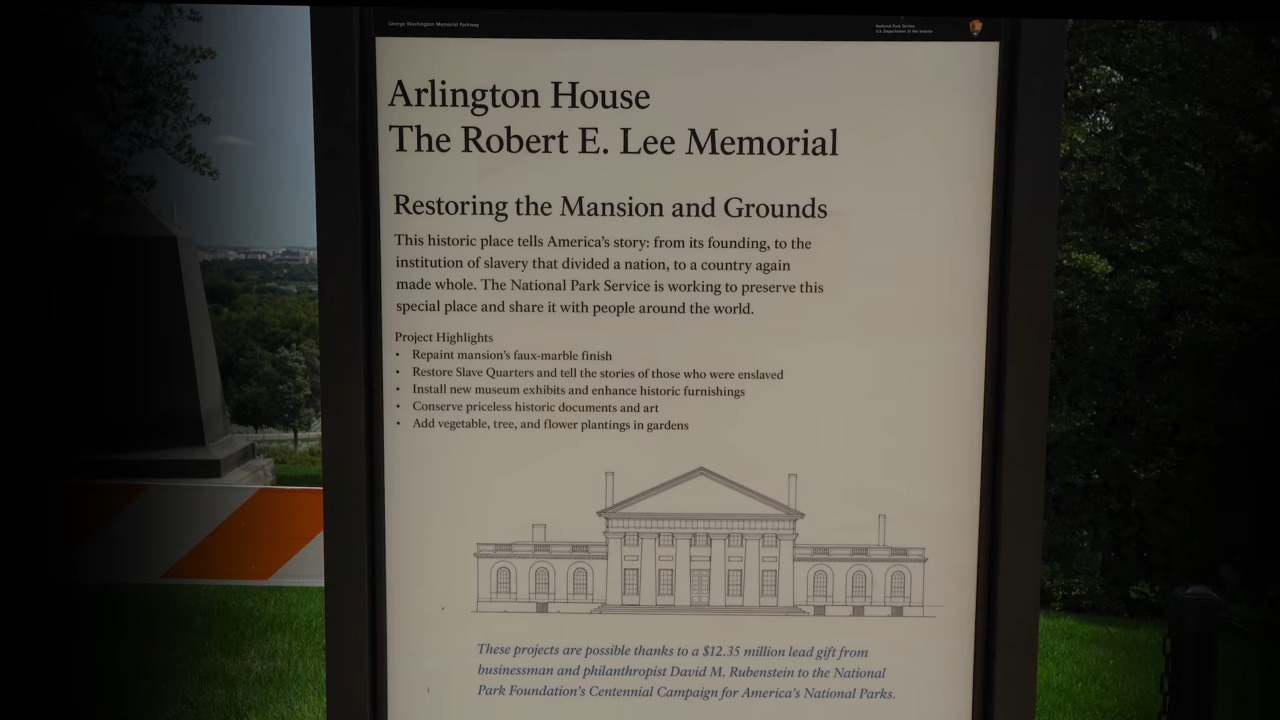 George Washington Memorial Parkway
National Park Service
U.S. Department of the Interior
Arlington House
The Robert E. Lee Memorial
Restoring the Mansion and Grounds
This historic place tells America's story: from its founding, to the
institution of slavery that divided a nation, to a country again
made whole. The National Park Service is working to preserve this
special place and share it with people around the world.
Project Highlights
• Repaint mansion's faux-marble finish
• Restore Slave Quarters and tell the stories of those who were enslaved
• Install new museum exhibits and enhance historic furnishings
• Conserve priceless historic documents and art
• Add vegetable, tree, and flower plantings in gardens
These projects are possible thanks to a $12.35 million lead gift from
businessman and philanthropist David M. Rubenstein to the National
Park Foundation's Centennial Campaign for America's National Parks.